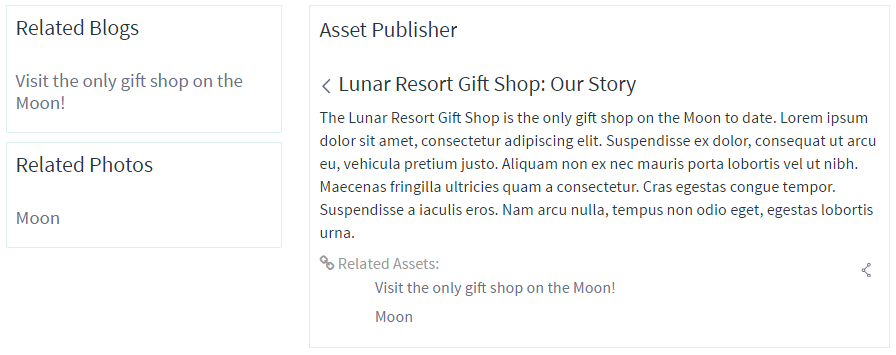 Related Blogs
Visit the only gift shop on the
Moon!
Related Photos
Moon
Asset Publisher
Lunar Resort Gift Shop: Our Story
The Lunar Resort Gift Shop is the only gift shop on the Moon to date. Lorem ipsum
dolor sit amet, consectetur adipiscing elit. Suspendisse ex dolor, consequat ut arcu
eu, vehicula pretium justo. Aliquam non ex nec mauris porta lobortis vel ut nibh.
Maecenas fringilla ultricies quam a consectetur. Cras egestas congue tempor.
Suspendisse a iaculis eros. Nam arcu nulla, tempus non odio eget, egestas lobortis
urna.
Related Assets:
Visit the only gift shop on the Moon!
Moon